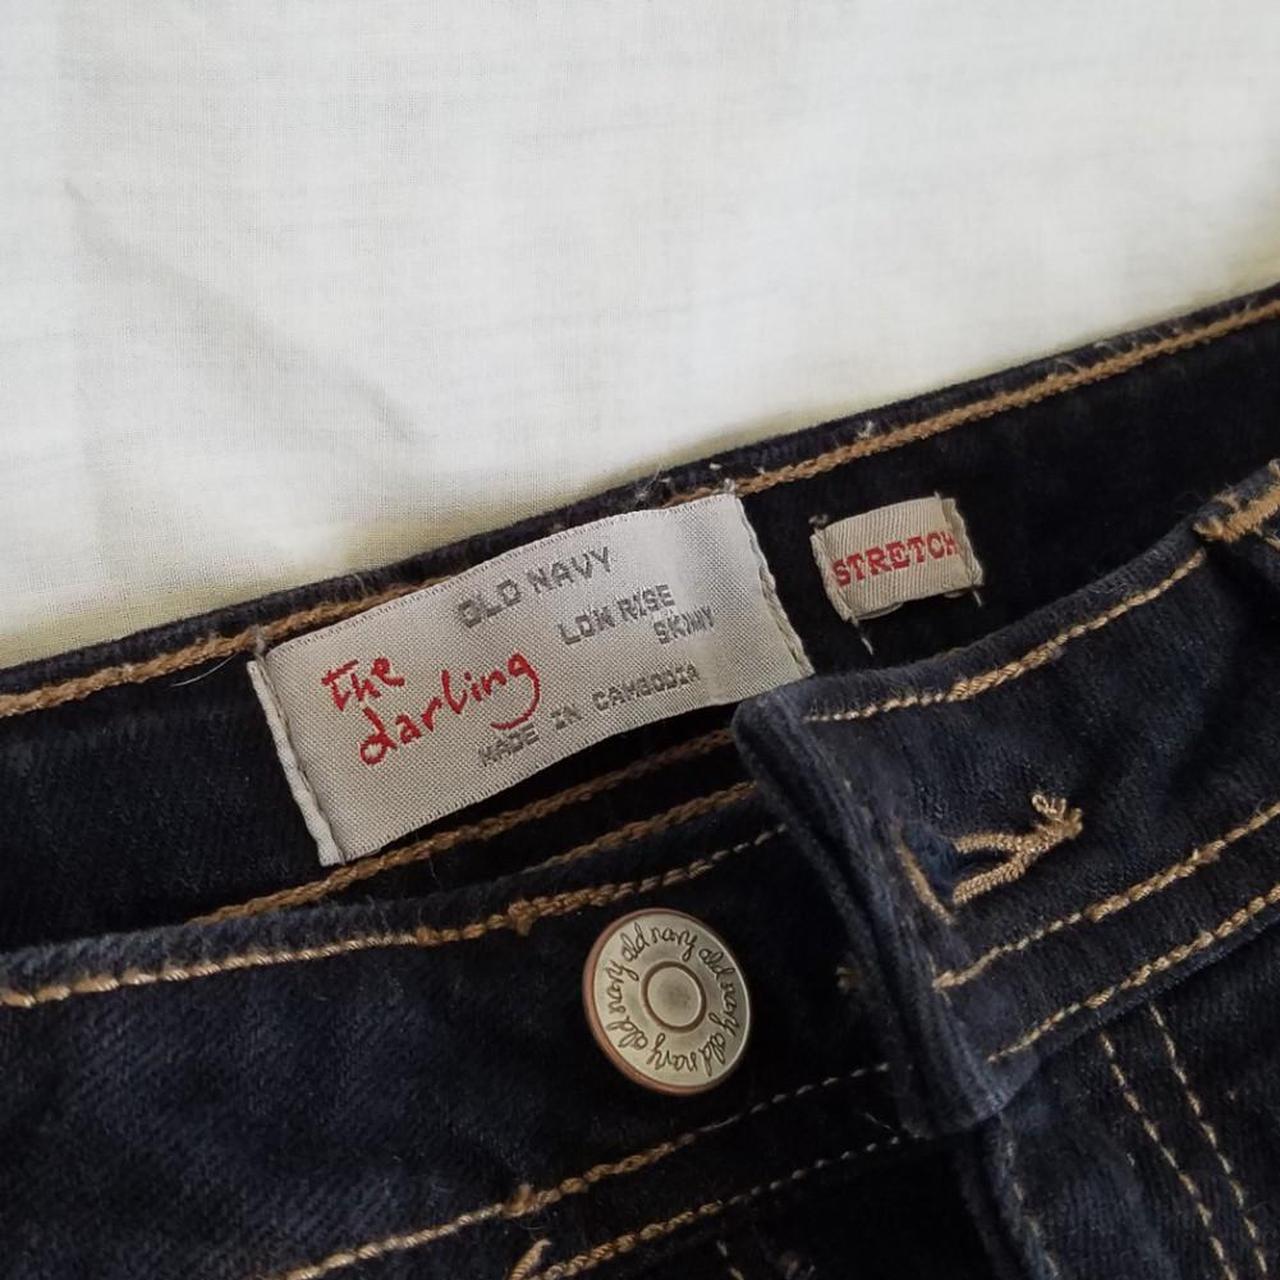 OLD NAVY
LOW RISE
SKINNY
the
darling
MADE IN CAMBODIA
STRETCH
old navy old navy old navy old navy